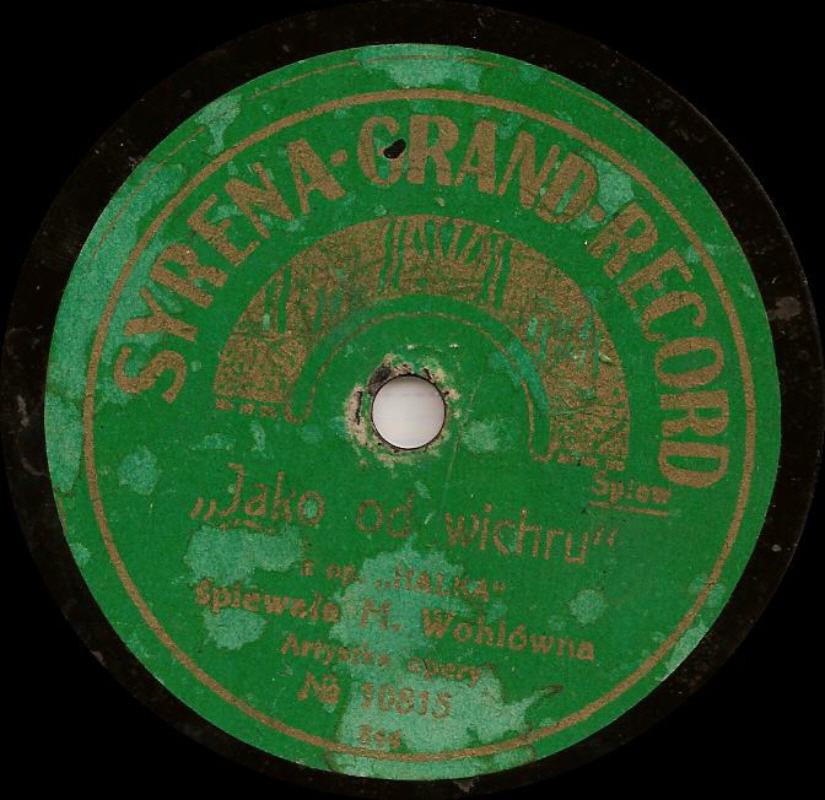 SYRENA-GRAND-RECORD
Śpiew
„Jako od wichru“
z op. „HALKA“
śpiewała M. Wohlówna
Artystka opery
№ 10815